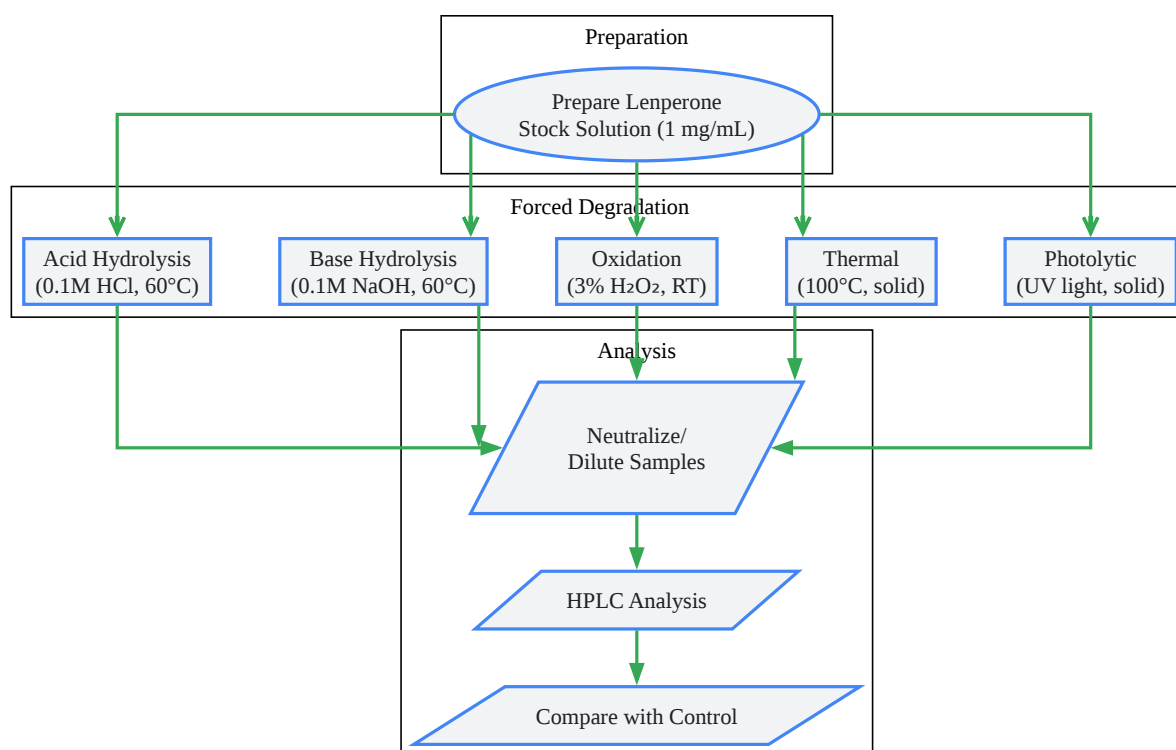 Preparation
Prepare Lenperone
Stock Solution (1 mg/mL)
Forced Degradation
Acid Hydrolysis
(0.1M HCl, 60°C)
Base Hydrolysis
(0.1M NaOH, 60°C)
Oxidation
(3% H₂O₂, RT)
Thermal
(100°C, solid)
Photolytic
(UV light, solid)
Analysis
Neutralize/
Dilute Samples
HPLC Analysis
Compare with Control